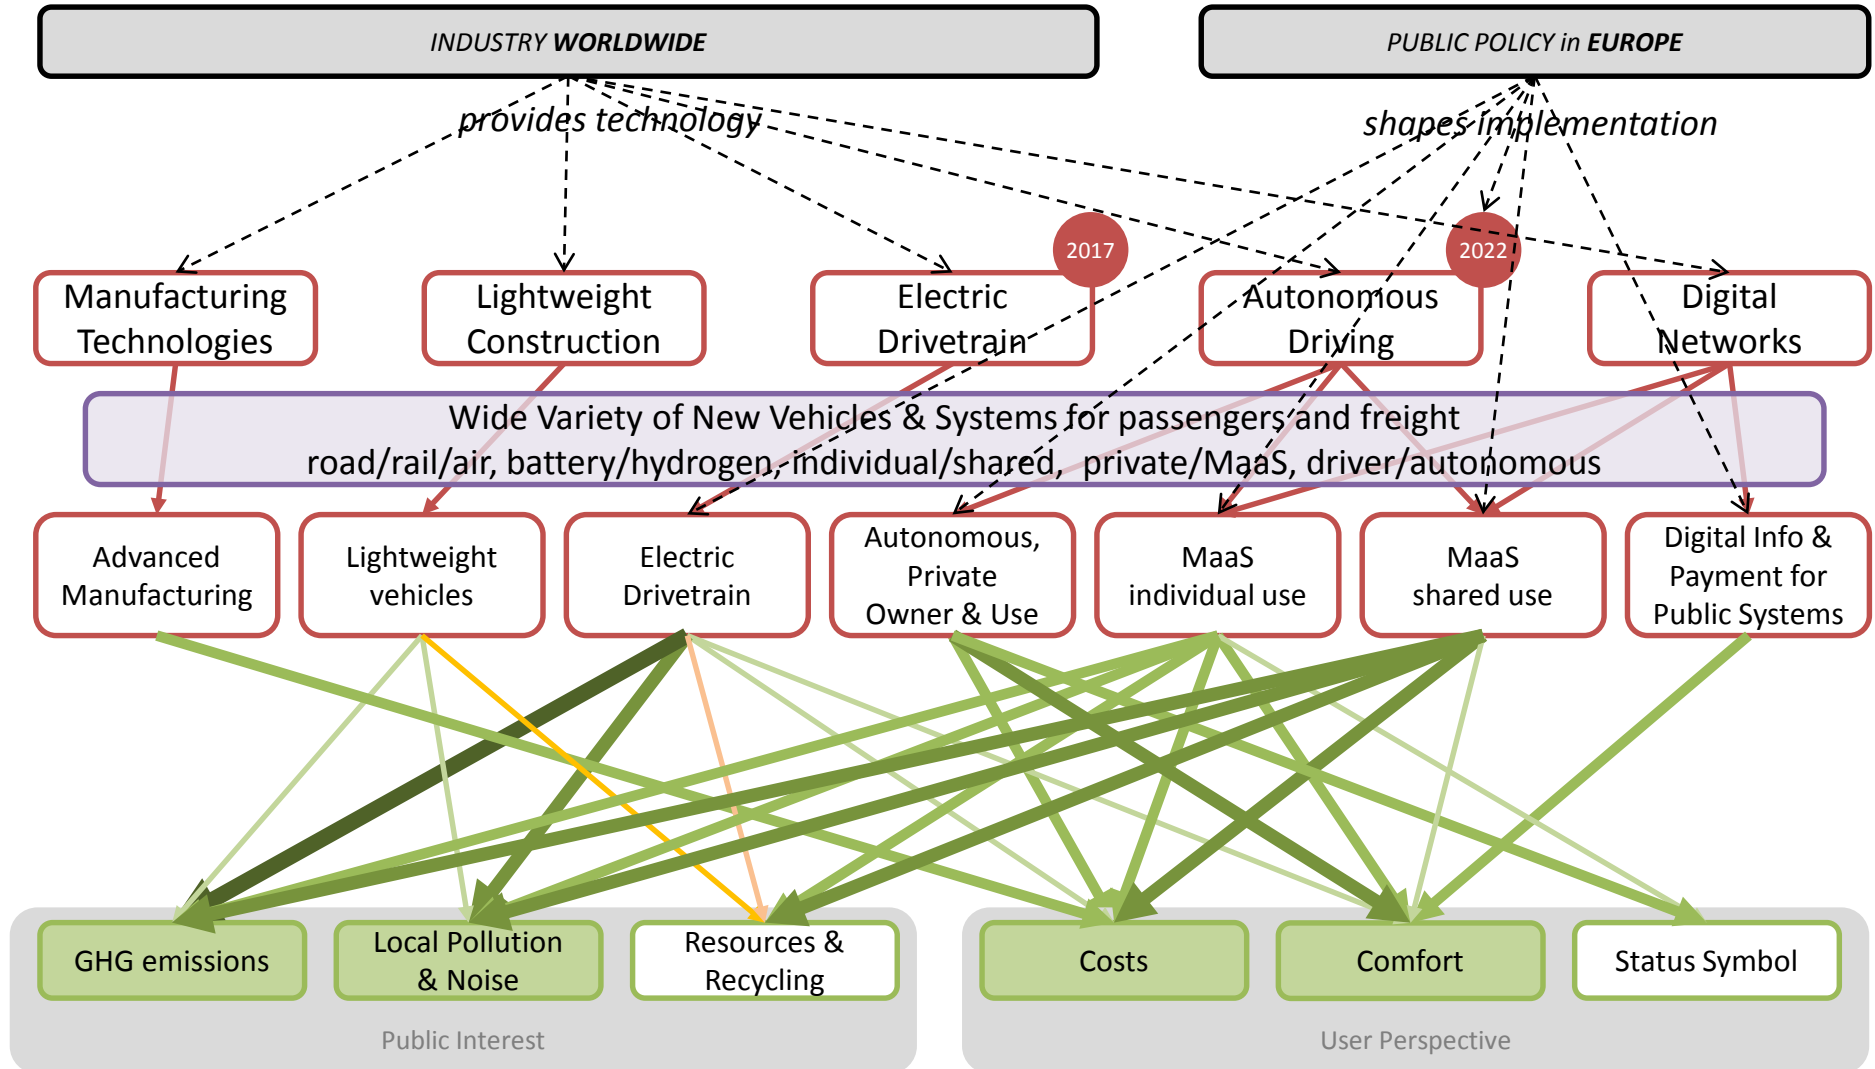 INDUSTRY WORLDWIDE
PUBLIC POLICY in EUROPE
provides technology
shapes implementation
2017
2022
Manufacturing
Technologies
Lightweight
Construction
Electric
Drivetrain
Autonomous
Driving
Digital
Networks
Wide Variety of New Vehicles & Systems for passengers and freight
road/rail/air, battery/hydrogen, individual/shared, private/MaaS, driver/autonomous
Advanced
Manufacturing
Lightweight
vehicles
Electric
Drivetrain
Autonomous,
Private
Owner & Use
MaaS
individual use
MaaS
shared use
Digital Info &
Payment for
Public Systems
GHG emissions
Local Pollution
& Noise
Resources &
Recycling
Costs
Comfort
Status Symbol
Public Interest
User Perspective